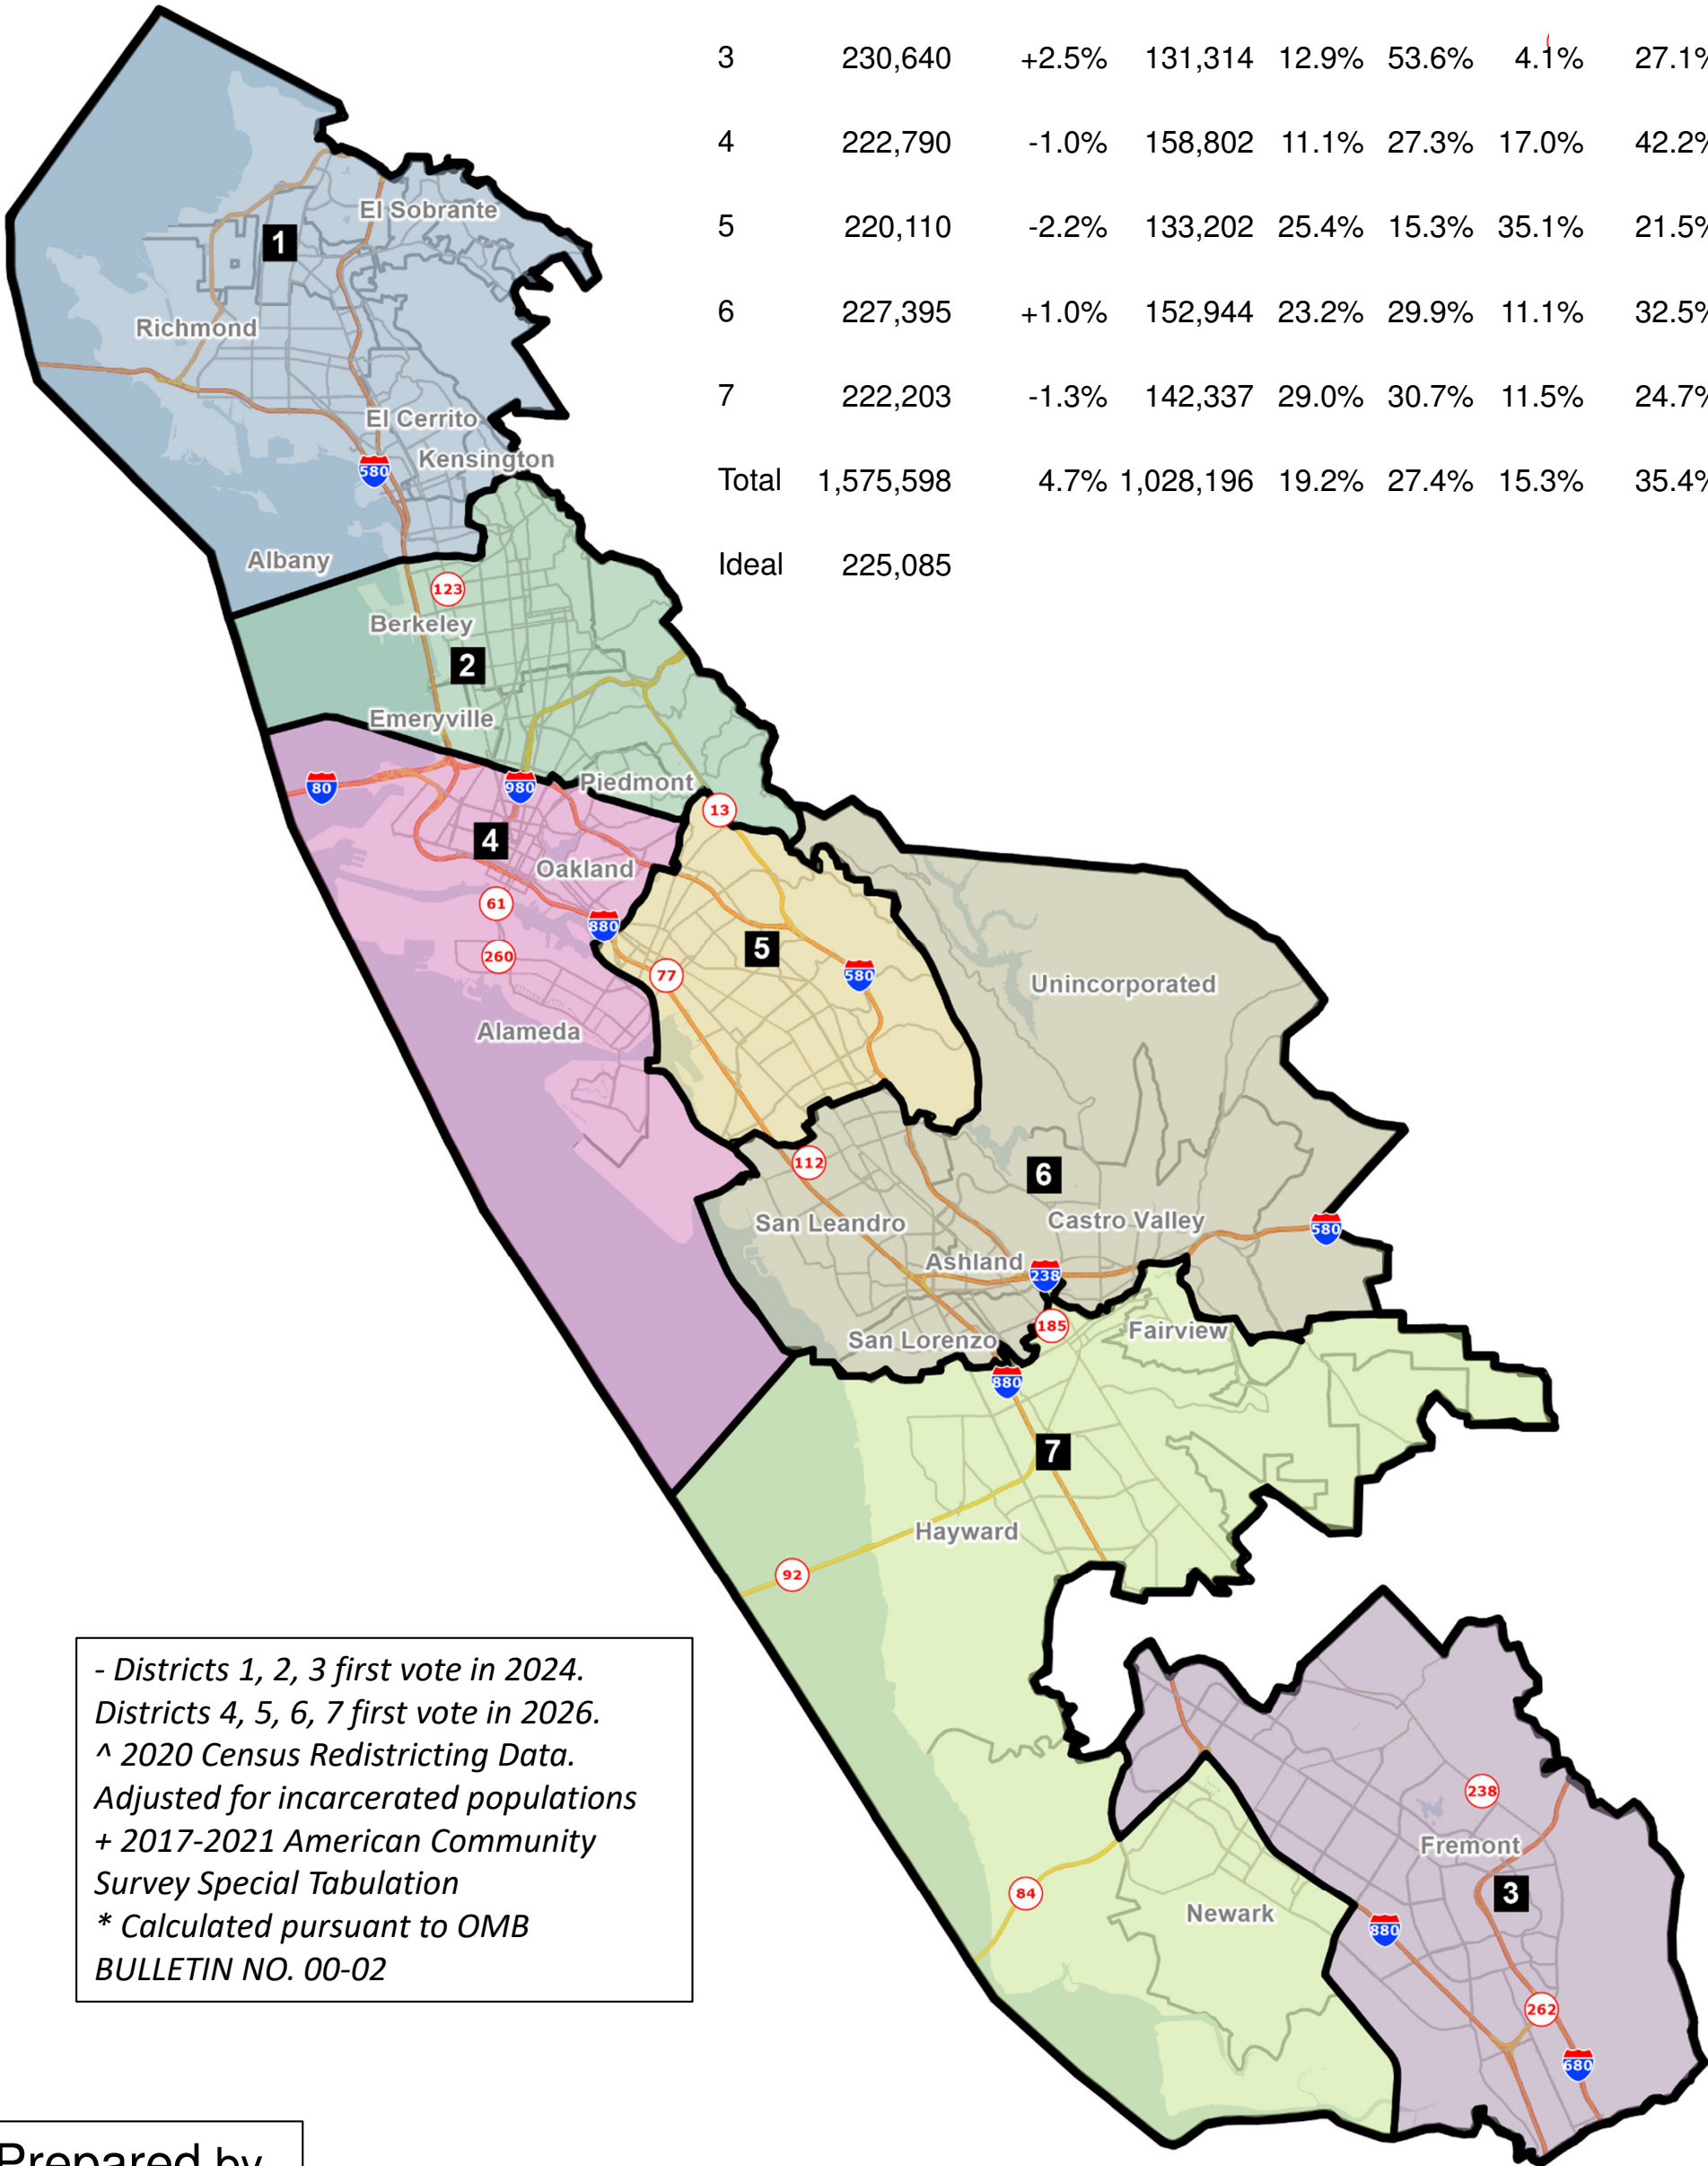 3 230,640 +2.5% 131,314 12.9% 53.6% 4.1% 27.1%
4 222,790 -1.0% 158,802 11.1% 27.3% 17.0% 42.2%
5 220,110 -2.2% 133,202 25.4% 15.3% 35.1% 21.5%
6 227,395 +1.0% 152,944 23.2% 29.9% 11.1% 32.5%
7 222,203 -1.3% 142,337 29.0% 30.7% 11.5% 24.7%
Total 1,575,598 4.7% 1,028,196 19.2% 27.4% 15.3% 35.4%
Ideal 225,085
El Sobrante
1
Richmond
El Cerrito
Kensington
580
Albany
123
Berkeley
2
Emeryville
Piedmont
80
980
13
4
Oakland
61
880
5
260
77
580
Unincorporated
Alameda
112
6
San Leandro
Castro Valley
580
Ashland
238
185
Fairview
San Lorenzo
880
7
Hayward
92
238
Fremont
3
84
Newark
880
262
680
- Districts 1, 2, 3 first vote in 2024.
Districts 4, 5, 6, 7 first vote in 2026.
^ 2020 Census Redistricting Data.
Adjusted for incarcerated populations
+ 2017-2021 American Community
Survey Special Tabulation
* Calculated pursuant to OMB
BULLETIN NO. 00-02
Prepared by